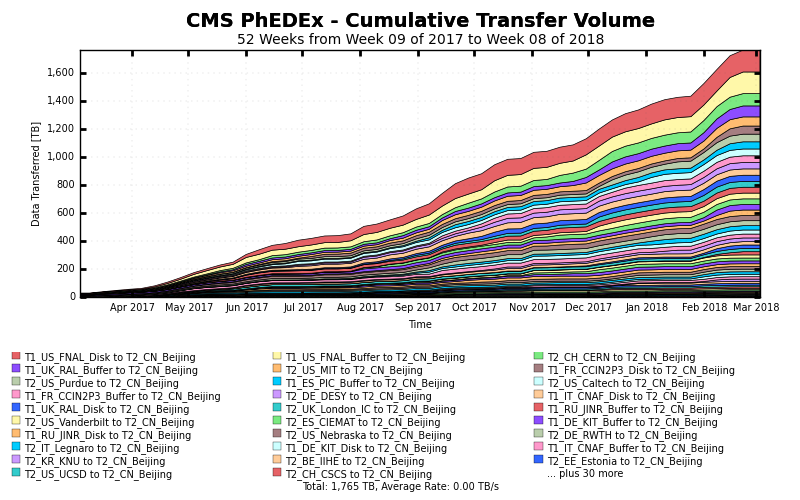 CMS PhEDEx - Cumulative Transfer Volume
52 Weeks from Week 09 of 2017 to Week 08 of 2018
Data Transferred [TB]
1,600
1,400
1,200
1,000
800
600
400
200
0
Apr 2017 May 2017 Jun 2017 Jul 2017 Aug 2017 Sep 2017 Oct 2017 Nov 2017 Dec 2017 Jan 2018 Feb 2018 Mar 2018
Time
T1_US_FNAL_Disk to T2_CN_Beijing T1_US_FNAL_Buffer to T2_CN_Beijing T2_CH_CERN to T2_CN_Beijing
T1_UK_RAL_Buffer to T2_CN_Beijing T2_US_MIT to T2_CN_Beijing T1_FR_CCIN2P3_Disk to T2_CN_Beijing
T2_US_Purdue to T2_CN_Beijing T1_ES_PIC_Buffer to T2_CN_Beijing T2_US_Caltech to T2_CN_Beijing
T1_FR_CCIN2P3_Buffer to T2_CN_Beijing T2_DE_DESY to T2_CN_Beijing T1_IT_CNAF_Disk to T2_CN_Beijing
T1_UK_RAL_Disk to T2_CN_Beijing T2_UK_London_IC to T2_CN_Beijing T1_RU_JINR_Buffer to T2_CN_Beijing
T2_US_Vanderbilt to T2_CN_Beijing T2_ES_CIEMAT to T2_CN_Beijing T1_DE_KIT_Buffer to T2_CN_Beijing
T1_RU_JINR_Disk to T2_CN_Beijing T2_US_Nebraska to T2_CN_Beijing T2_DE_RWTH to T2_CN_Beijing
T2_IT_Legnaro to T2_CN_Beijing T1_DE_KIT_Disk to T2_CN_Beijing T1_IT_CNAF_Buffer to T2_CN_Beijing
T2_KR_KNU to T2_CN_Beijing T2_BE_IIHE to T2_CN_Beijing T2_EE_Estonia to T2_CN_Beijing
T2_US_UCSD to T2_CN_Beijing T2_CH_CSCS to T2_CN_Beijing ... plus 30 more
Total: 1,765 TB, Average Rate: 0.00 TB/s